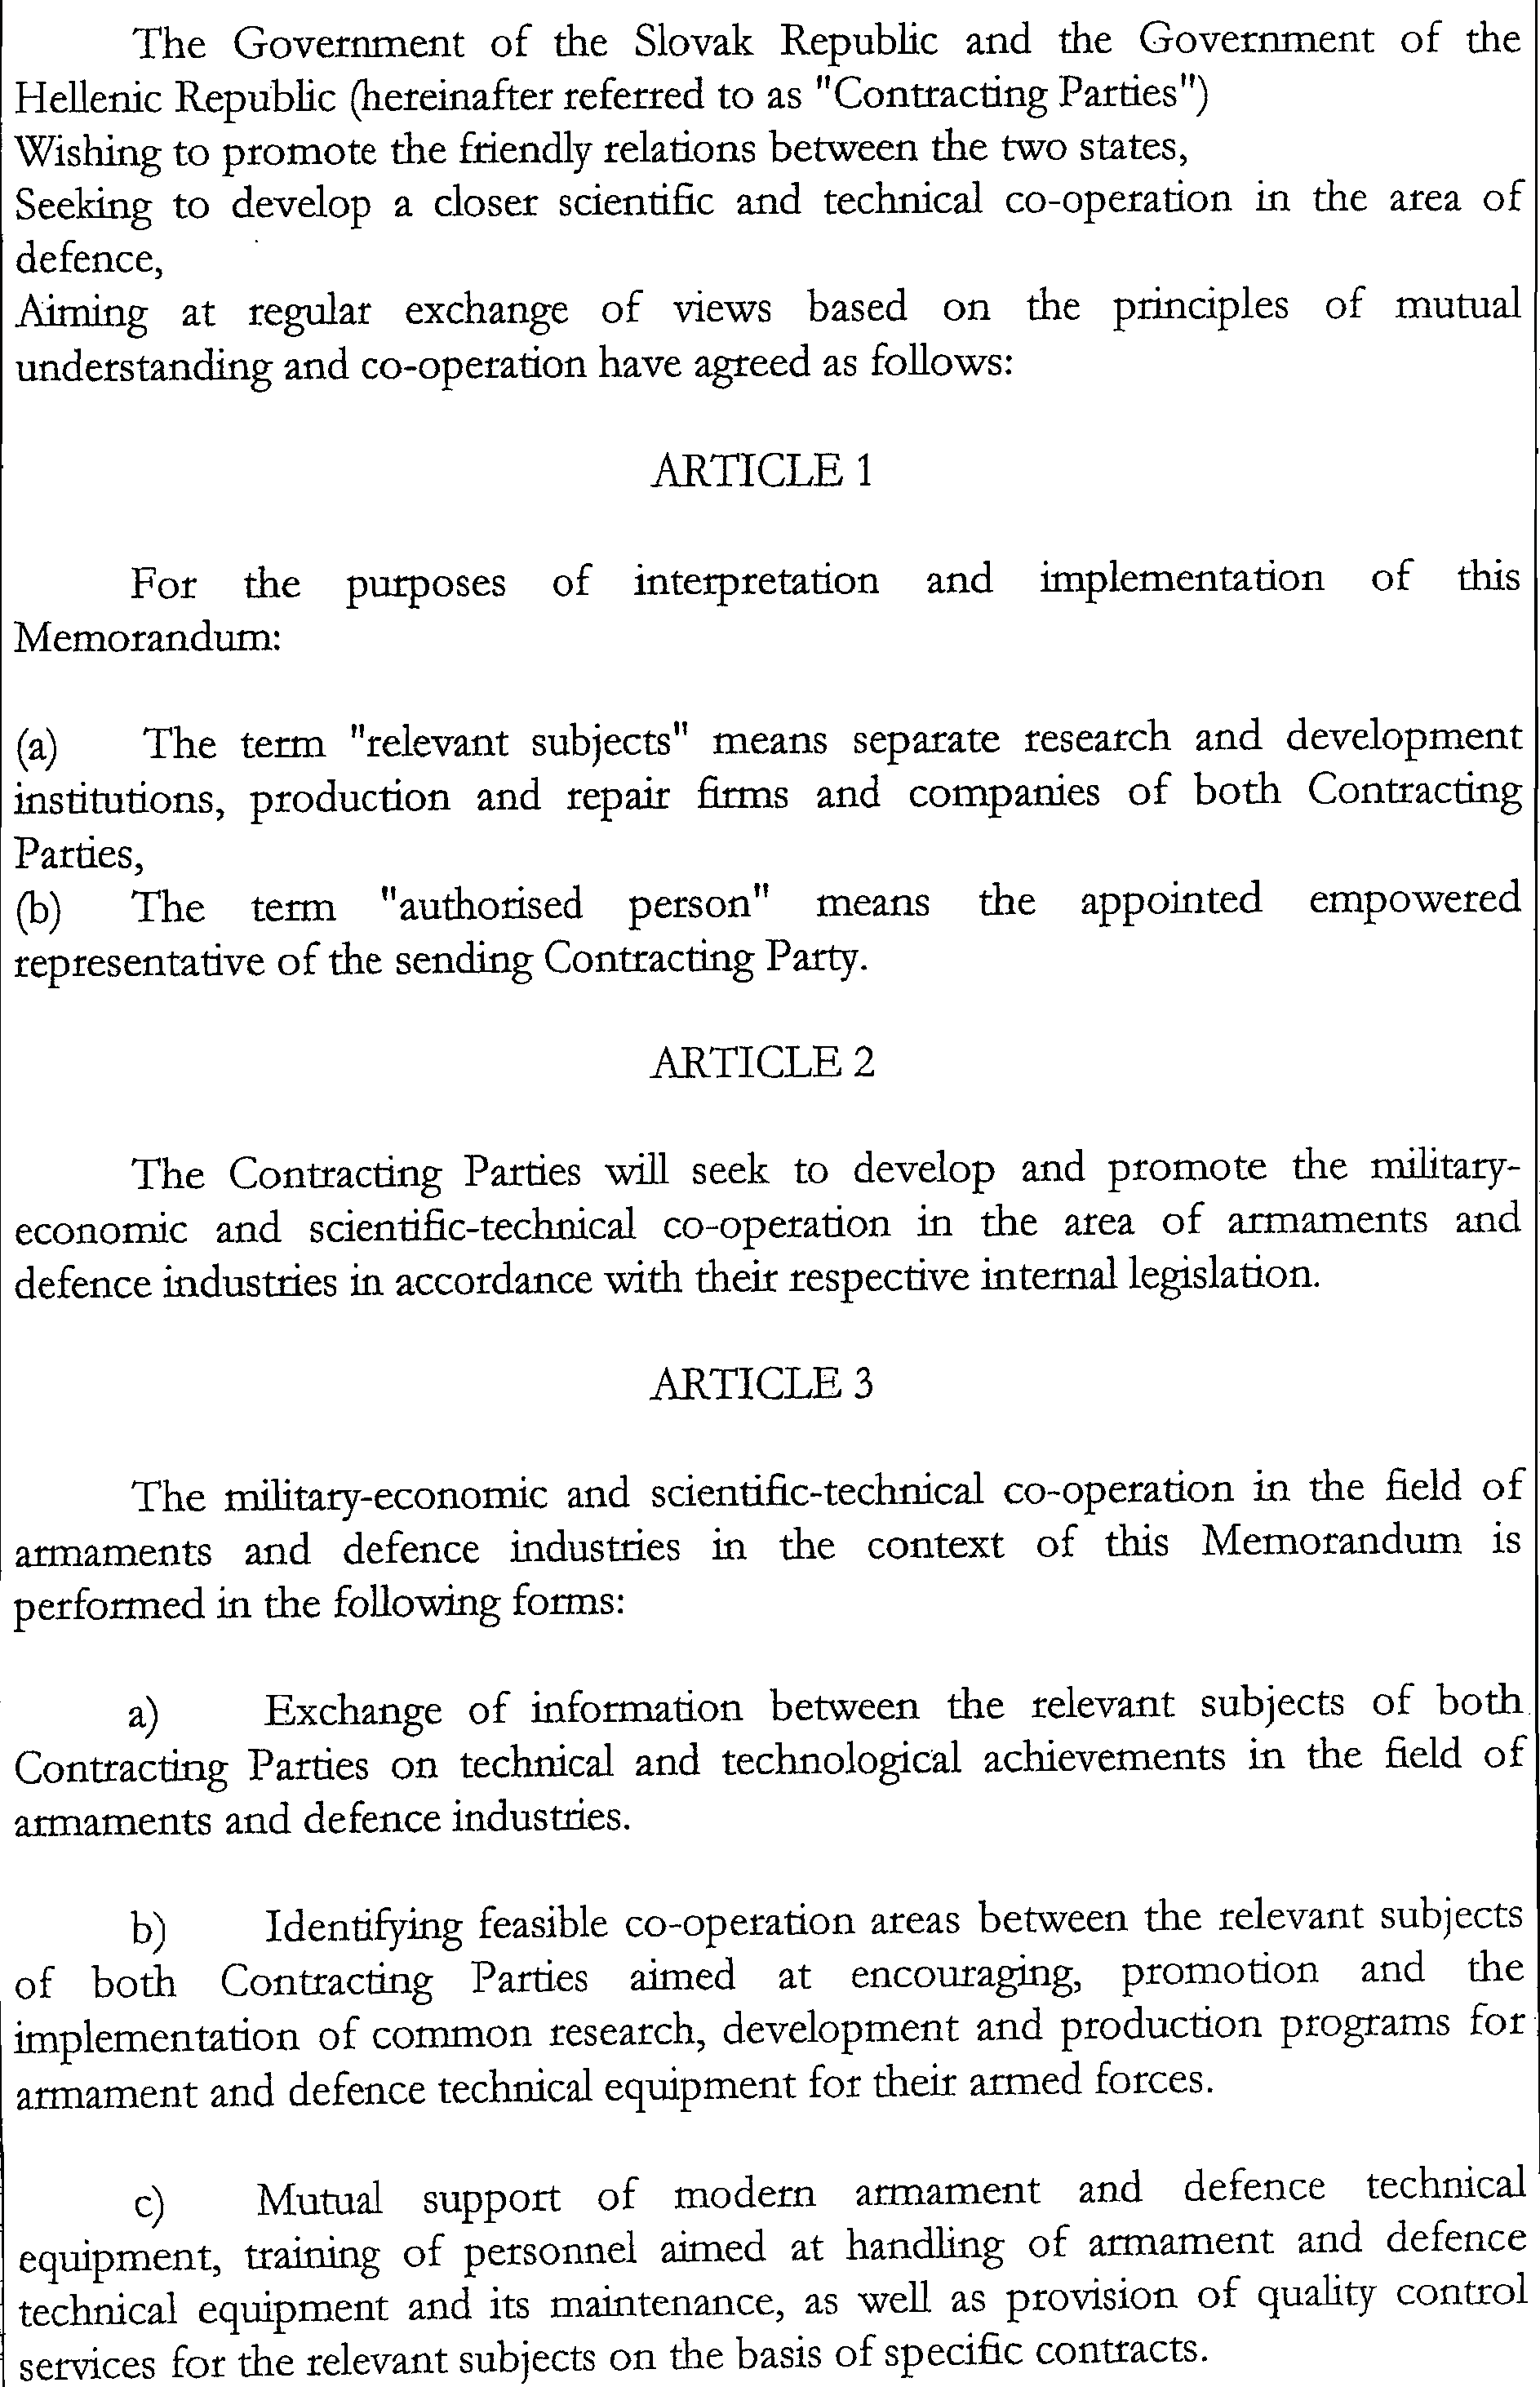 The Government of the Slovak Republic and the Government of the
Hellenic Republic (hereinafter referred to as "Contracting Parties")
Wishing to promote the friendly relations between the two states,
Seeking to develop a closer scientific and technical co-operation in the area of
defence,
Aiming at regular exchange of views based on the principles of mutual
understanding and co-operation have agreed as follows:
ARTICLE 1
For the purposes of interpretation and implementation of this
Memorandum:
(a) The term "relevant subjects" means separate research and development
institutions, production and repair firms and companies of both Contracting
Parties,
(b) The term "authorised person" means the appointed empowered
representative of the sending Contracting Party.
ARTICLE 2
The Contracting Parties will seek to develop and promote the military-
economic and scientific-technical co-operation in the area of armaments and
defence industries in accordance with their respective internal legislation.
ARTICLE 3
The military-economic and scientific-technical co-operation in the field of
armaments and defence industries in the context of this Memorandum is
performed in the following forms:
a) Exchange of information between the relevant subjects of both
Contracting Parties on technical and technological achievements in the field of
armaments and defence industries.
b) Identifying feasible co-operation areas between the relevant subjects
of both Contracting Parties aimed at encouraging, promotion and the
implementation of common research, development and production programs for
armament and defence technical equipment for their armed forces.
c) Mutual support of modern armament and defence technical
equipment, training of personnel aimed at handling of armament and defence
technical equipment and its maintenance, as well as provision of quality control
services for the relevant subjects on the basis of specific contracts.